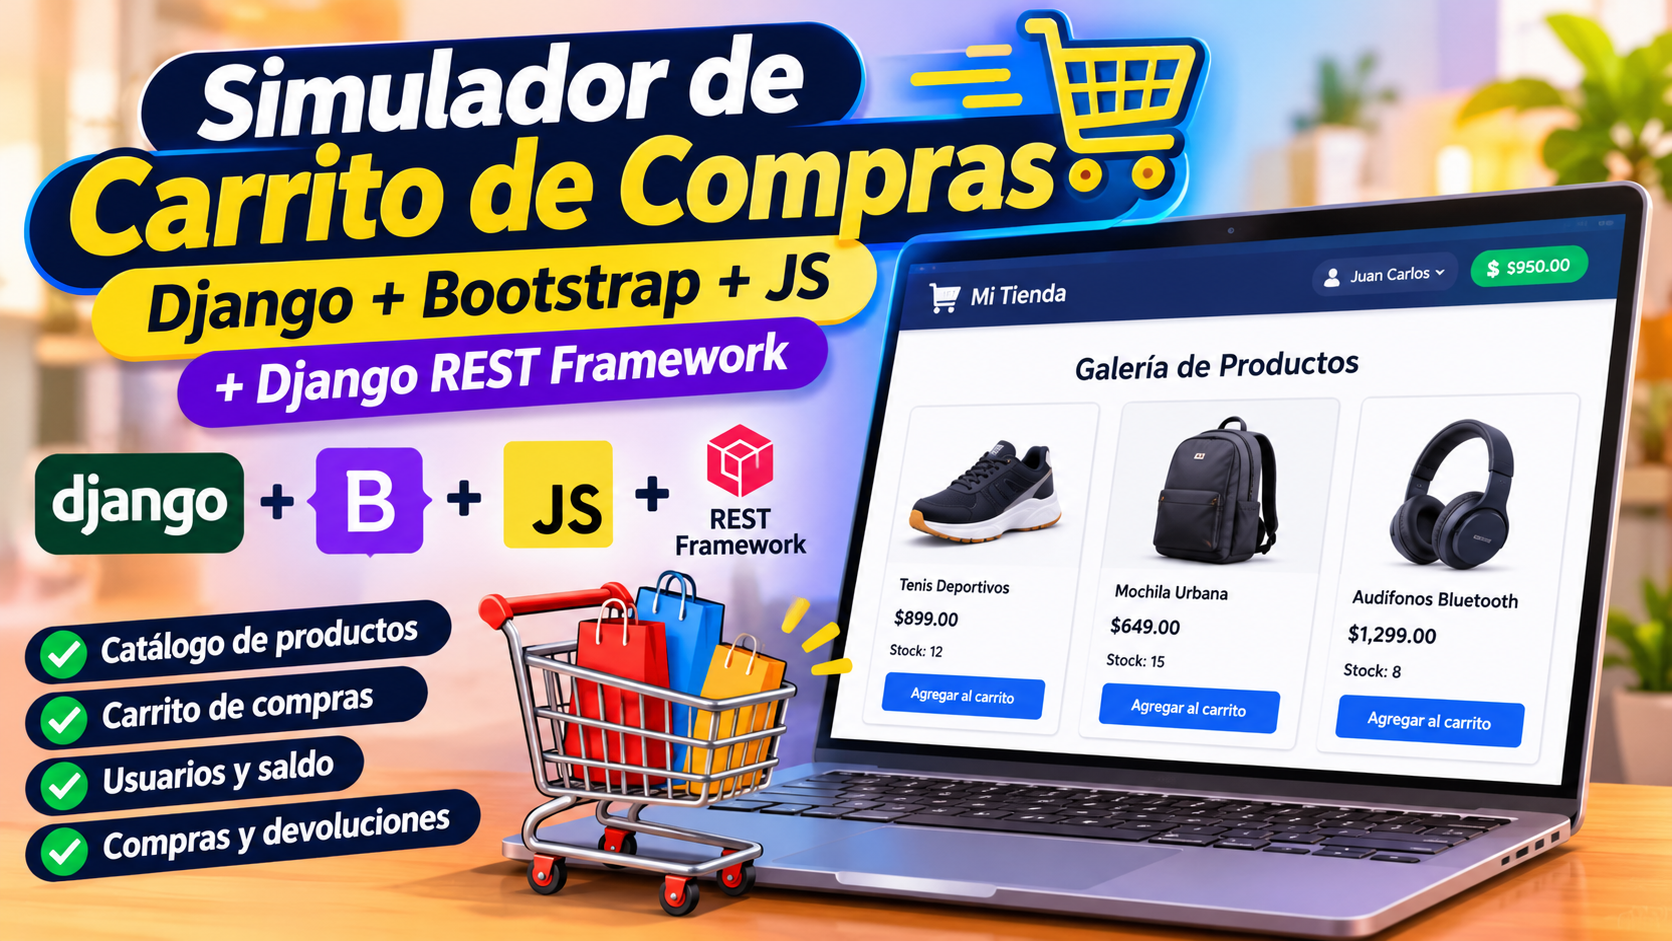 Simulador de
Carrito de Compras
Django + Bootstrap + JS
+ Django REST Framework
django + B + JS + REST
Framework
Catálogo de productos
Carrito de compras
Usuarios y saldo
Compras y devoluciones
Mi Tienda
Juan Carlos
$ $950.00
Galería de Productos
Tenis Deportivos
$899.00
Stock: 12
Agregar al carrito
Mochila Urbana
$649.00
Stock: 15
Agregar al carrito
Audífonos Bluetooth
$1,299.00
Stock: 8
Agregar al carrito